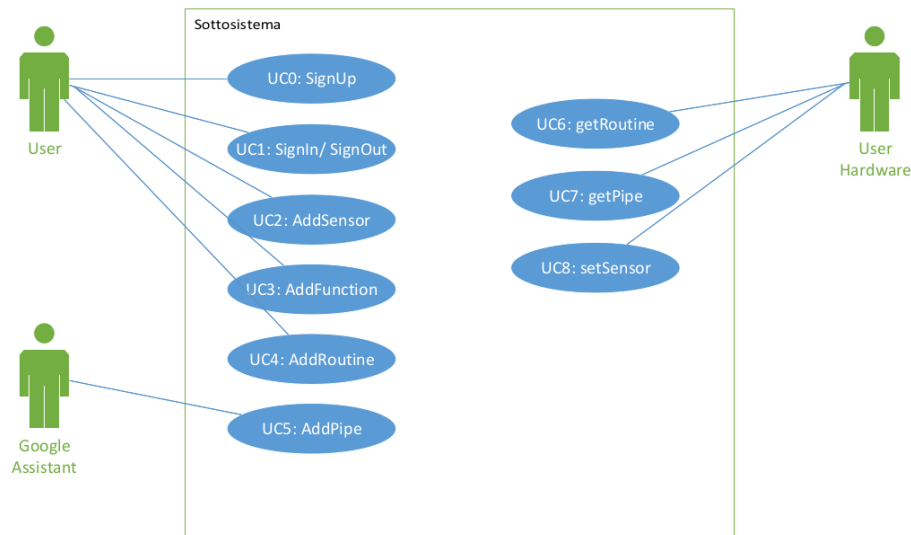 Sottosistema
UC0: SignUp
UC1: SignIn/ SignOut
UC2: AddSensor
UC3: AddFunction
UC4: AddRoutine
UC5: AddPipe
UC6: getRoutine
UC7: getPipe
UC8: setSensor
User
Google
Assistant
User
Hardware